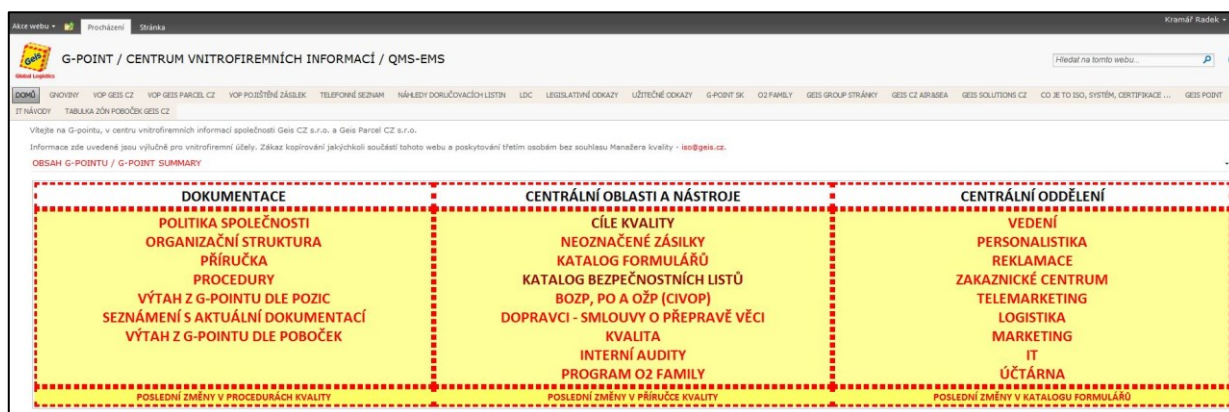 Akce webu
Procházení
Stránka
Kramář Radek
Geis
Global Logistics
G-POINT / CENTRUM VNITROFIREMNÍCH INFORMACÍ / QMS-EMS
Hledat na tomto webu...
DOMŮ GNOVINY VOP GEIS CZ VOP GEIS PARCEL CZ VOP POJIŠTĚNÍ ZÁSILEK TELEFONNÍ SEZNAM NÁHLEDY DORUČOVACÍCH LISTIN LDC LEGISLATIVNÍ ODKAZY UŽITEČNÉ ODKAZY G-POINT SK O2 FAMILY GEIS GROUP STRÁNKY GEIS CZ AIR&SEA GEIS SOLUTIONS CZ CO JE TO ISO, SYSTÉM, CERTIFIKACE ... GEIS POINT
IT NÁVODY TABULKA ZÓN POBOČEK GEIS CZ
Vítejte na G-pointu, v centru vnitrofiremních informací společnosti Geis CZ s.r.o. a Geis Parcel CZ s.r.o.
Informace zde uvedené jsou výlučně pro vnitrofiremní účely. Zákaz kopírování jakýchkoli součástí tohoto webu a poskytování třetím osobám bez souhlasu Manažera kvality - iso@geis.cz.
OBSAH G-POINTU / G-POINT SUMMARY
DOKUMENTACE
POLITIKA SPOLEČNOSTI
ORGANIZAČNÍ STRUKTURA
PŘÍRUČKA
PROCEDURY
VÝTAH Z G-POINTU DLE POZIC
SEZNÁMENÍ S AKTUÁLNÍ DOKUMENTACÍ
VÝTAH Z G-POINTU DLE POBOČEK
POSLEDNÍ ZMĚNY V PROCEDURÁCH KVALITY
CENTRÁLNÍ OBLASTI A NÁSTROJE
CÍLE KVALITY
NEOZNAČENÉ ZÁSILKY
KATALOG FORMULÁŘŮ
KATALOG BEZPEČNOSTNÍCH LISTŮ
BOZP, PO A OŽP (CIVOP)
DOPRAVCI - SMLOUVY O PŘEPRAVĚ VĚCI
KVALITA
INTERNÍ AUDITY
PROGRAM O2 FAMILY
POSLEDNÍ ZMĚNY V PŘÍRUČCE KVALITY
CENTRÁLNÍ ODDĚLENÍ
VEDENÍ
PERSONALISTIKA
REKLAMACE
ZAKAZNICKÉ CENTRUM
TELEMARKETING
LOGISTIKA
MARKETING
IT
ÚČTÁRNA
POSLEDNÍ ZMĚNY V KATALOGU FORMULÁŘŮ